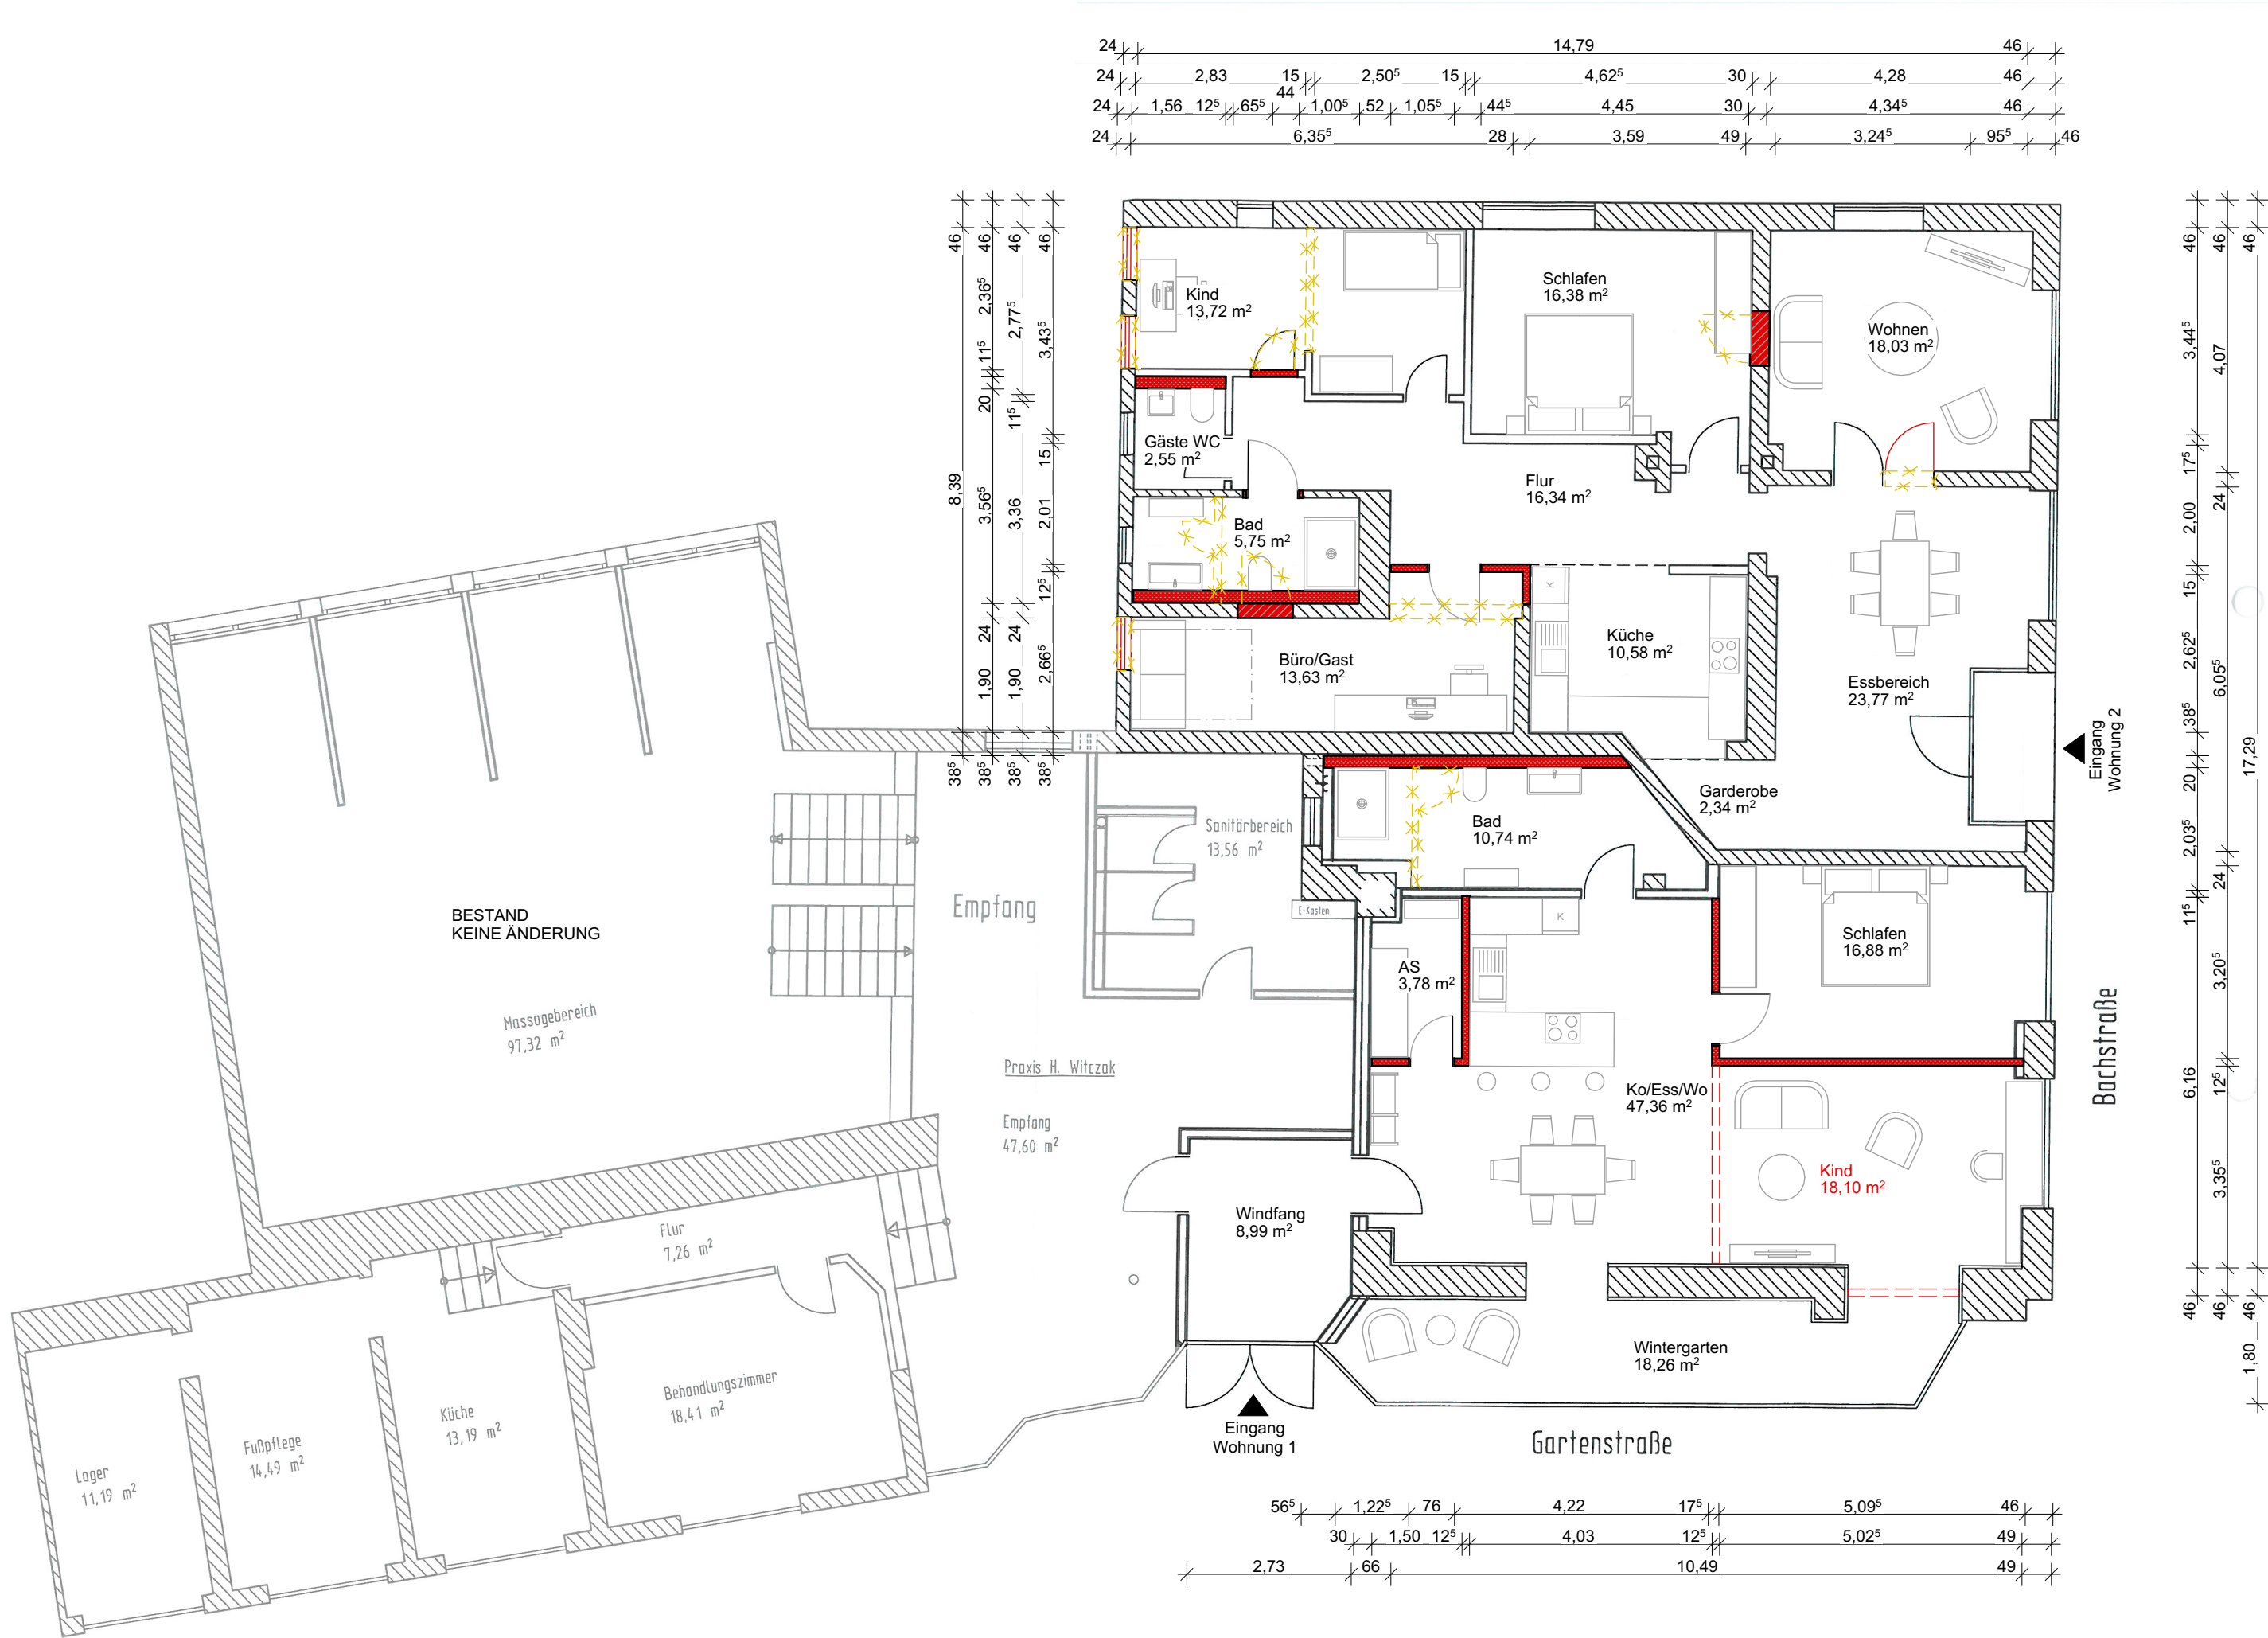 24 14,79 46
24 2,83 15 2,50⁵ 15 4,62⁵ 30 4,28 46
44
24 1,56 12⁵ 65⁵ 1,00⁵ 52 1,05⁵ 44⁵ 4,45 30 4,34⁵ 46
24 6,35⁵ 28 3,59 49 3,24⁵ 95⁵ 46
46 8,39 38⁵
46 2,36⁵ 11⁵ 20 3,56⁵ 24 1,90 38⁵
46 2,77⁵ 11⁵ 3,36 24 1,90 38⁵
46 3,43⁵ 15 2,01 12⁵ 2,66⁵ 38⁵
Kind
13,72 m²
Schlafen
16,38 m²
Wohnen
18,03 m²
Gäste WC
2,55 m²
Flur
16,34 m²
Bad
5,75 m²
K
Küche
10,58 m²
Büro/Gast
13,63 m²
Essbereich
23,77 m²
Eingang
Wohnung 2
Garderobe
2,34 m²
Bad
10,74 m²
Sanitärbereich
13,56 m²
Empfang
E-Kasten
BESTAND
KEINE ÄNDERUNG
K
AS
3,78 m²
Schlafen
16,88 m²
Massagebereich
97,32 m²
Praxis H. Witczak
Empfang
47,60 m²
Ko/Ess/Wo
47,36 m²
Kind
18,10 m²
Bachstraße
Windfang
8,99 m²
Flur
7,26 m²
Wintergarten
18,26 m²
Behandlungszimmer
18,41 m²
Küche
13,19 m²
Fußpflege
14,49 m²
Lager
11,19 m²
Eingang
Wohnung 1
Gartenstraße
46 3,44⁵ 17⁵ 2,00 15 2,62⁵ 38⁵ 20 2,03⁵ 11⁵ 6,16 46
46 4,07 24 6,05⁵ 24 3,20⁵ 12⁵ 3,35⁵ 46
46 17,29 46 1,80
56⁵ 1,22⁵ 76 4,22 17⁵ 5,09⁵ 46
30 1,50 12⁵ 4,03 12⁵ 5,02⁵ 49
2,73 66 10,49 49